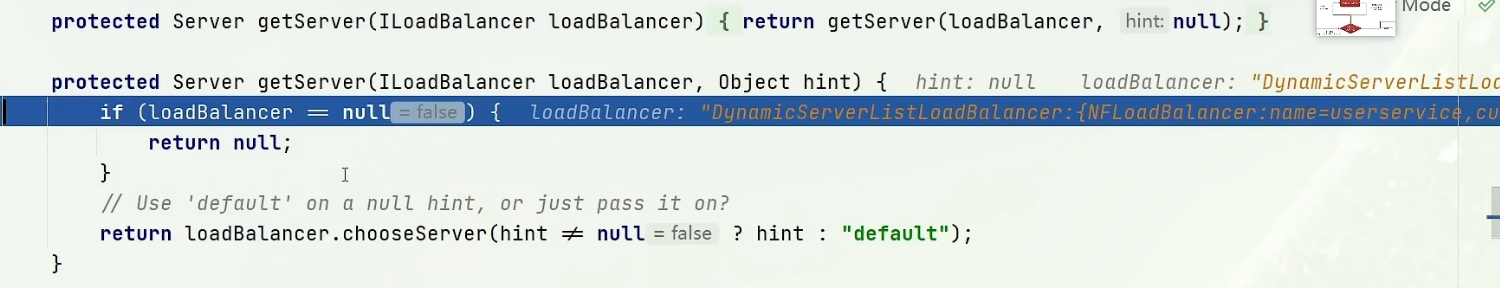 protected Server getServer(ILoadBalancer loadBalancer) { return getServer(loadBalancer, hint: null); }
Mode
protected Server getServer(ILoadBalancer loadBalancer, Object hint) { hint: null loadBalancer: "DynamicServerListLoa
if (loadBalancer == null = false ) { loadBalancer: "DynamicServerListLoadBalancer:{NFLoadBalancer:name=userservice,cu
return null;
}
// Use 'default' on a null hint, or just pass it on?
return loadBalancer.chooseServer(hint != null = false ? hint : "default");
}